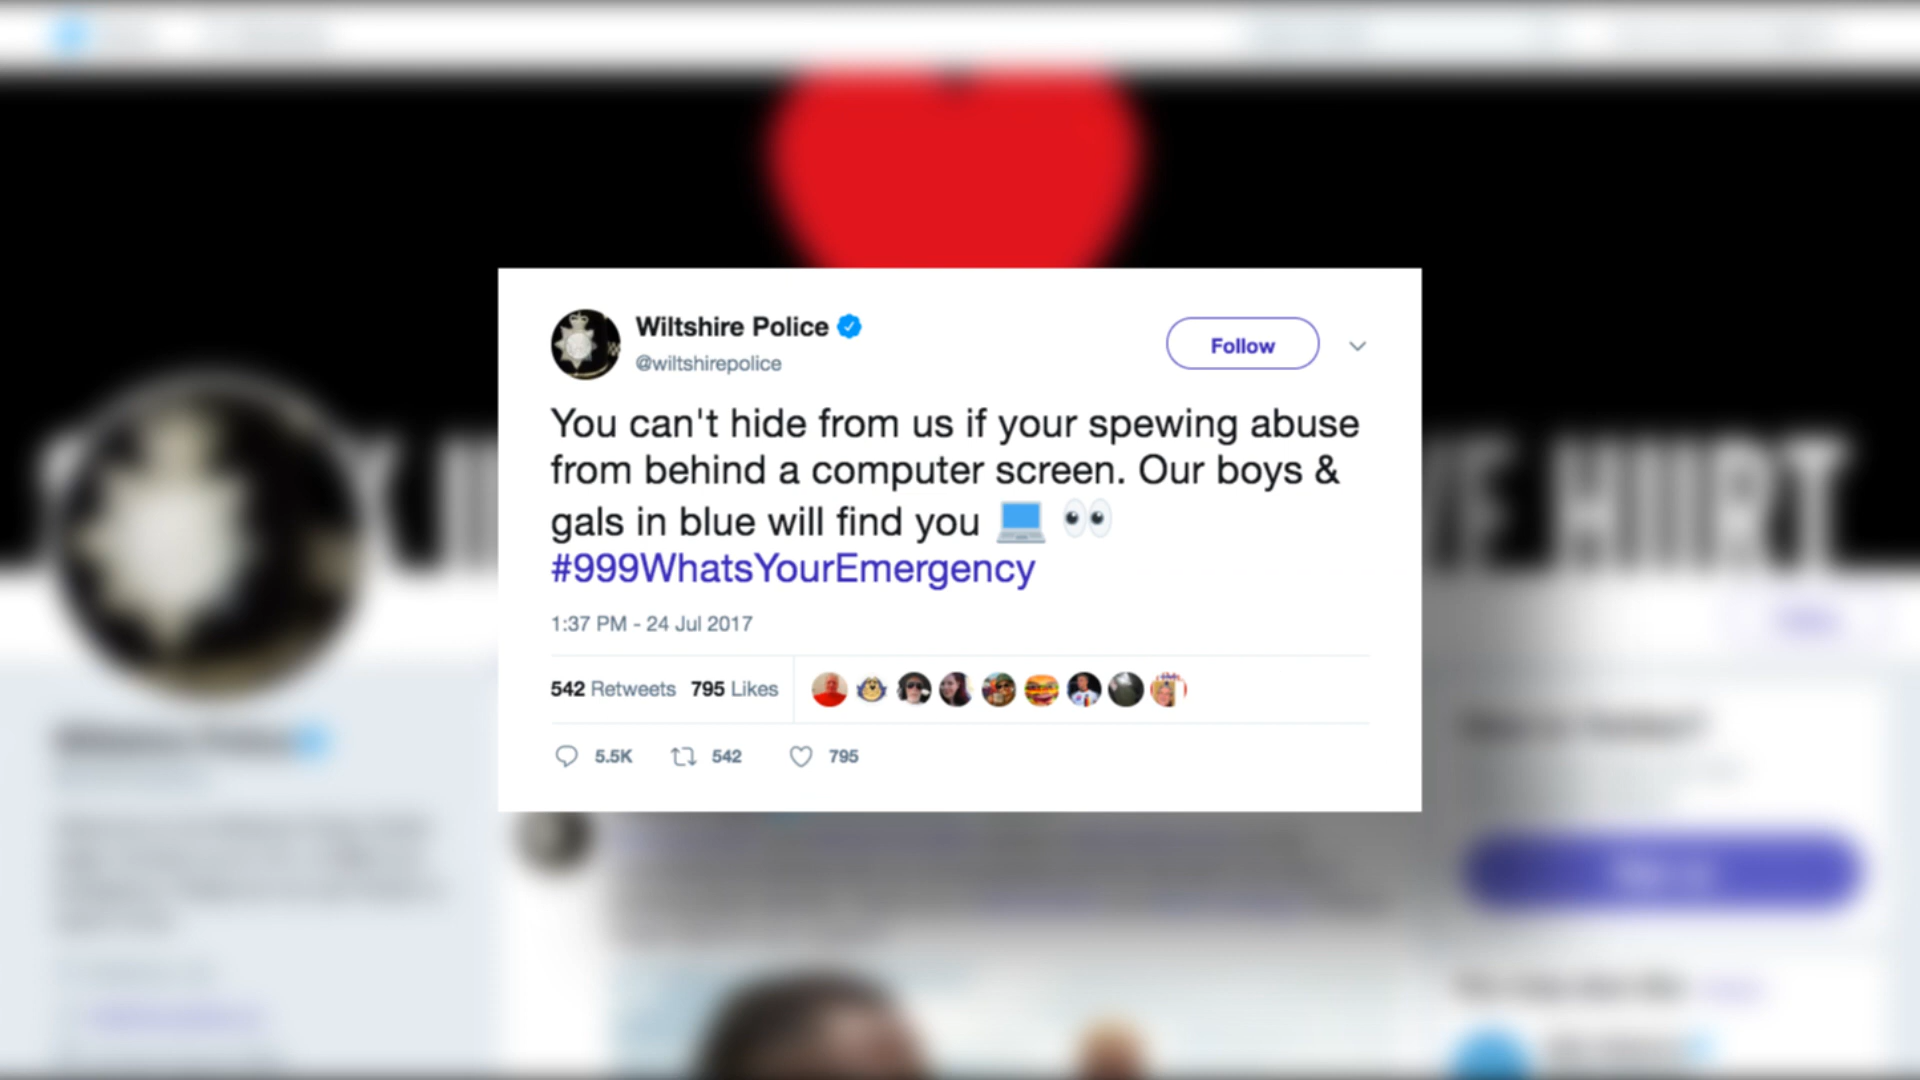 Wiltshire Police
@wiltshirepolice
Follow
You can't hide from us if your spewing abuse
from behind a computer screen. Our boys &
gals in blue will find you 💻 👀
#999WhatsYourEmergency
1:37 PM - 24 Jul 2017
542 Retweets 795 Likes
5.5K 542 795
HURT